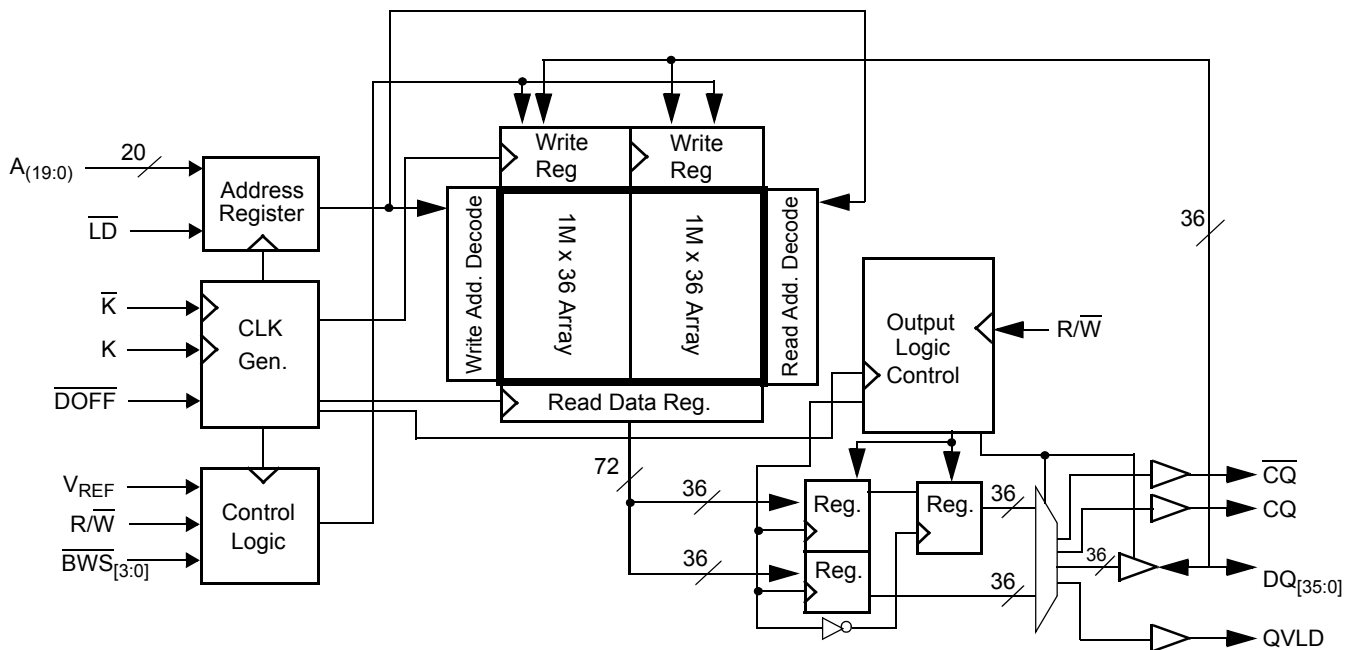 A(19:0)
20
LD
Address
Register
K
K
DOFF
CLK
Gen.
VREF
R/W
BWS[3:0]
Control
Logic
Write
Reg
Write
Reg
Write Add. Decode
1M x 36 Array
1M x 36 Array
Read Add. Decode
Read Data Reg.
72
36
36
Reg.
Reg.
Reg.
Output
Logic
Control
R/W
36
36
36
36
CQ
CQ
DQ[35:0]
QVLD